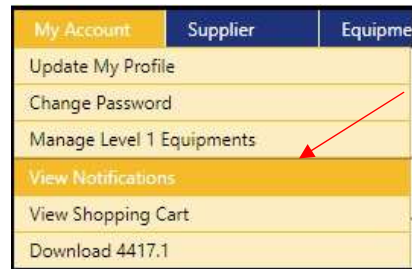 My Account Supplier Equipme
Update My Profile
Change Password
Manage Level 1 Equipments
View Notifications
View Shopping Cart
Download 4417.1